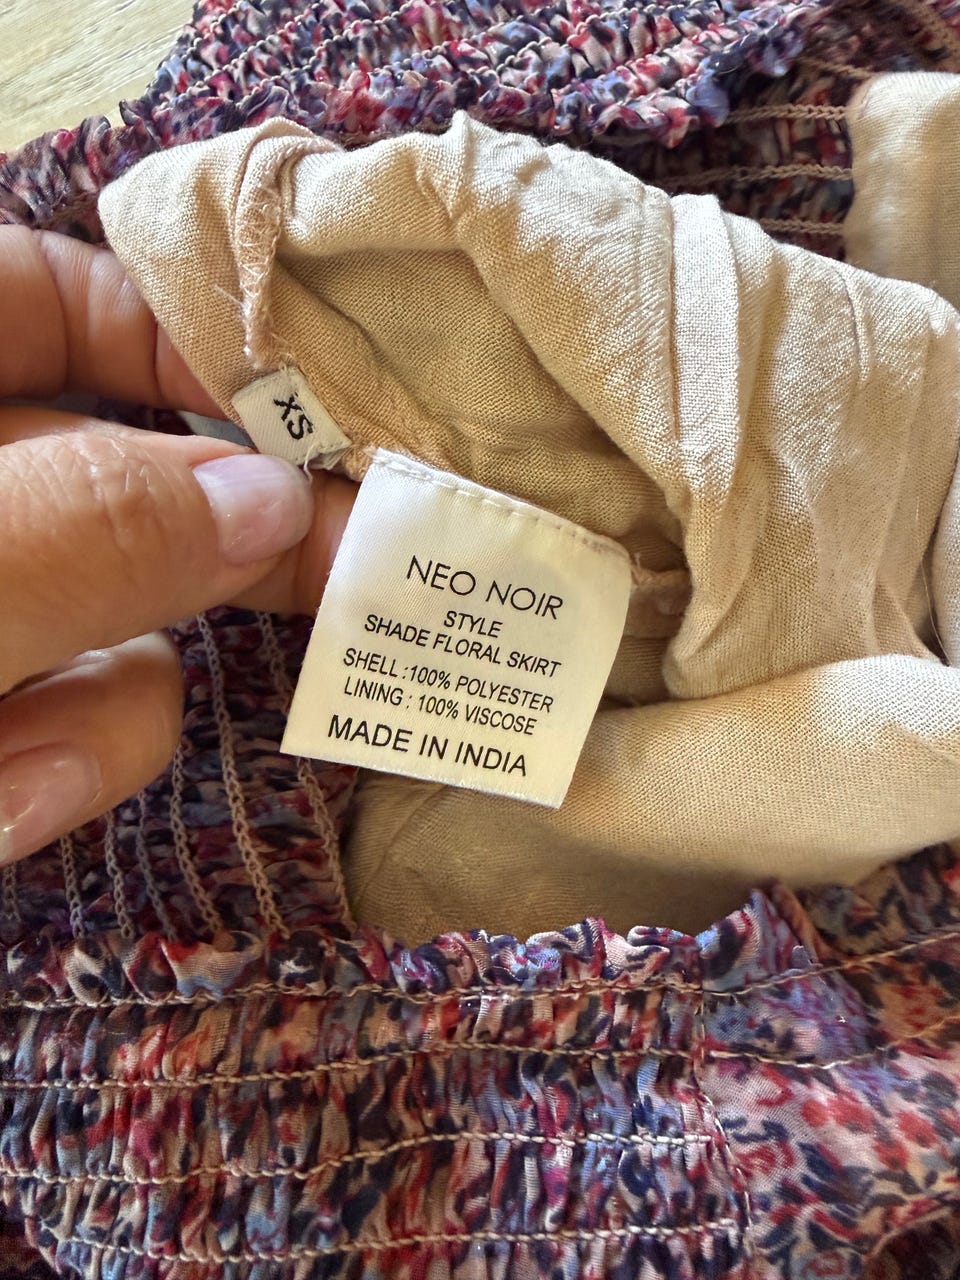 XS
NEO NOIR
STYLE
SHADE FLORAL SKIRT
SHELL :100% POLYESTER
LINING : 100% VISCOSE
MADE IN INDIA